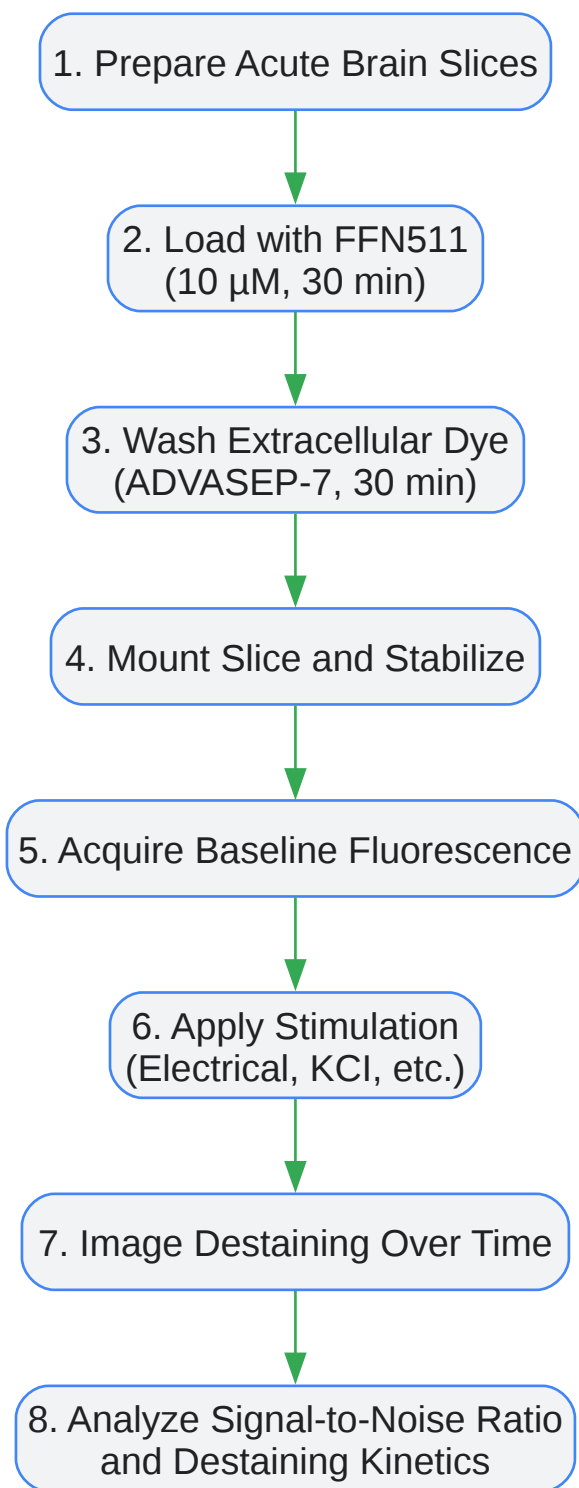 1. Prepare Acute Brain Slices
2. Load with FFN511
(10 µM, 30 min)
3. Wash Extracellular Dye
(ADVASEP-7, 30 min)
4. Mount Slice and Stabilize
5. Acquire Baseline Fluorescence
6. Apply Stimulation
(Electrical, KCl, etc.)
7. Image Destaining Over Time
8. Analyze Signal-to-Noise Ratio
and Destaining Kinetics